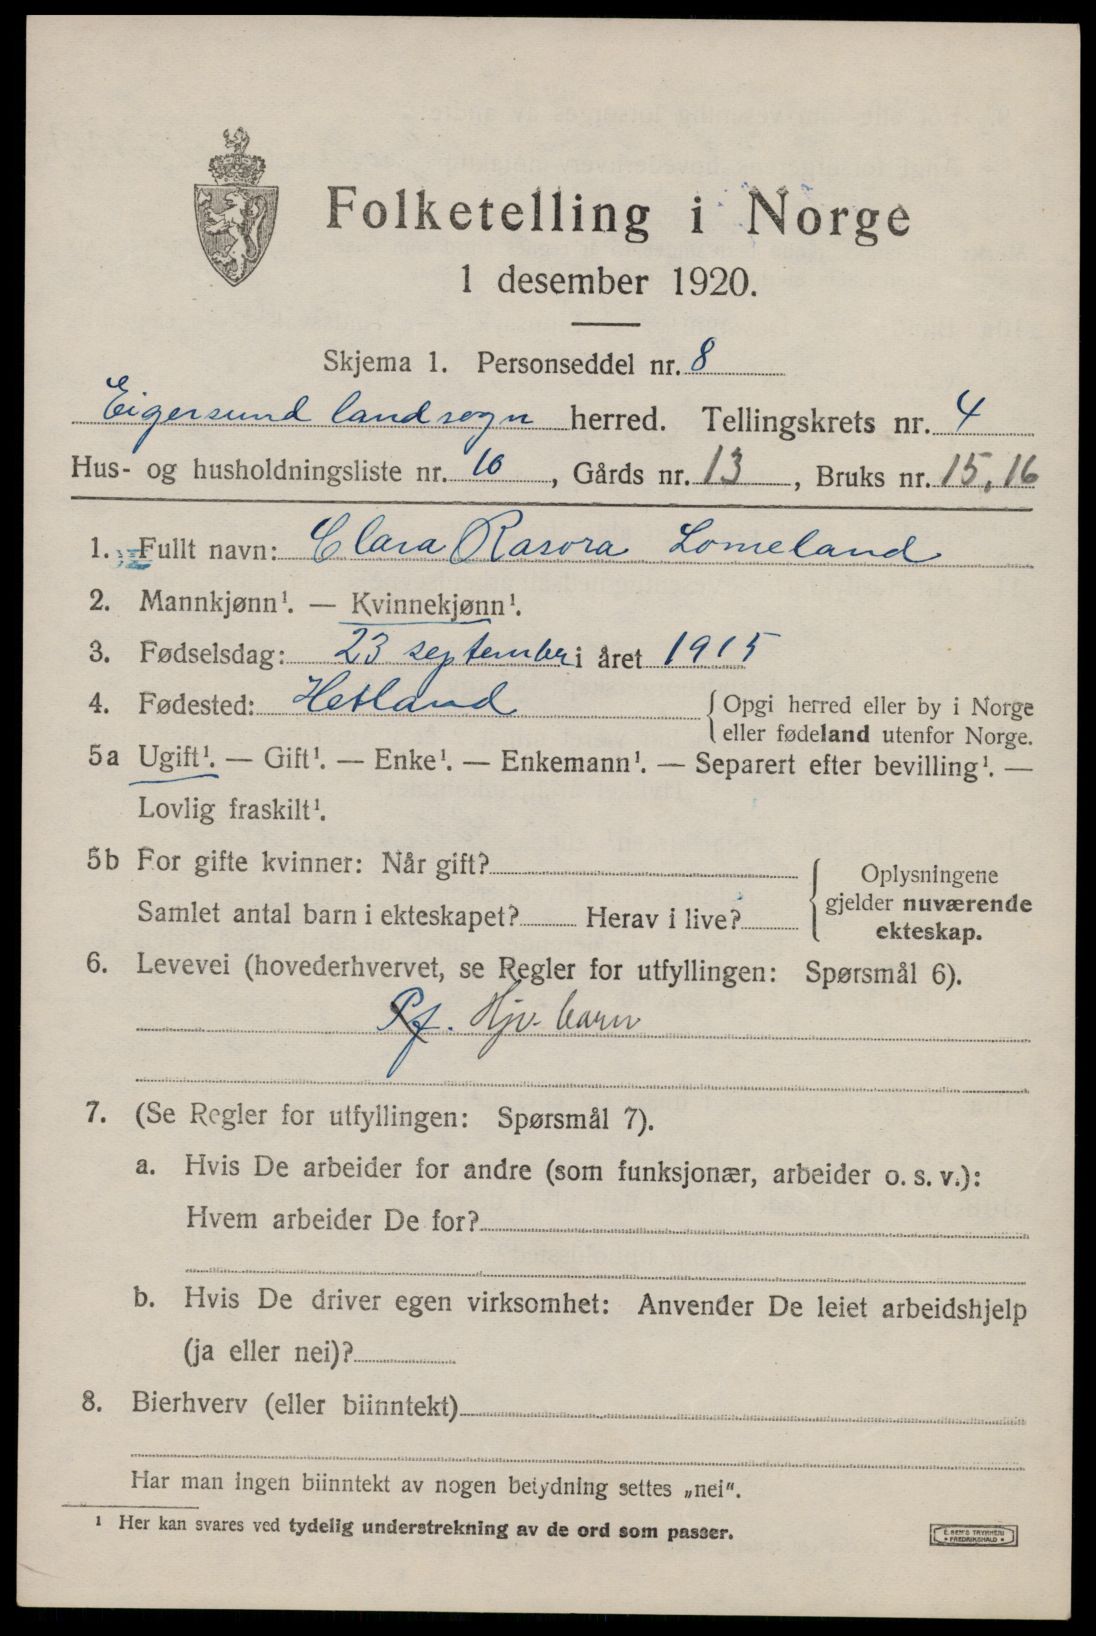 Folketelling i Norge
1 desember 1920.
Skjema 1. Personseddel nr. 8
Eigersund landsogn herred. Tellingskrets nr. 4
Hus- og husholdningsliste nr. 10, Gårds nr. 13, Bruks nr. 15, 16
1. Fullt navn: Clara Rasora Lomeland
2. Mannkjønn¹. — Kvinnekjønn¹.
3. Fødselsdag: 23 september i året 1915
4. Fødested: Hetland {Opgi herred eller by i Norge
eller fødeland utenfor Norge.
5a Ugift¹. — Gift¹. — Enke¹. — Enkemann¹. — Separert efter bevilling¹. —
Lovlig fraskilt¹.
5b For gifte kvinner: Når gift?
Samlet antal barn i ekteskapet? Herav i live?
{Oplysningene
gjelder nuværende
ekteskap.
6. Levevei (hovederhvervet, se Regler for utfyllingen: Spørsmål 6).
Pf. Hjv. barn
7. (Se Regler for utfyllingen: Spørsmål 7).
a. Hvis De arbeider for andre (som funksjonær, arbeider o. s. v.):
Hvem arbeider De for?
b. Hvis De driver egen virksomhet: Anvender De leiet arbeidshjelp
(ja eller nei)?
8. Bierhverv (eller biinntekt)
Har man ingen biinntekt av nogen betydning settes „nei".
¹ Her kan svares ved tydelig understrekning av de ord som passer.
E. SEM'S TRYKKERI
• FREDRIKSHALD •